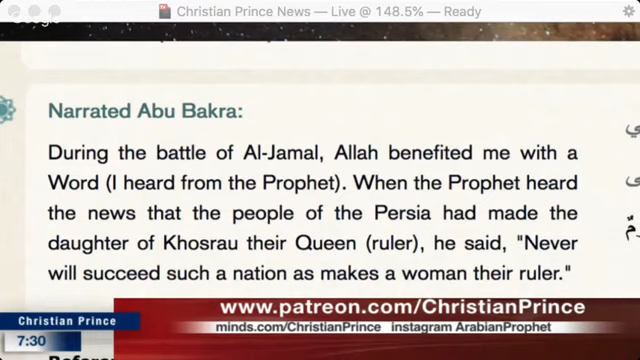 Christian Prince News — Live @ 148.5% — Ready
Google
Narrated Abu Bakra:
During the battle of Al-Jamal, Allah benefited me with a
Word (I heard from the Prophet). When the Prophet heard
the news that the people of the Persia had made the
daughter of Khosrau their Queen (ruler), he said, "Never
will succeed such a nation as makes a woman their ruler."
www.patreon.com/ChristianPrince
minds.com/ChristianPrince instagram ArabianProphet
Christian Prince
7:30